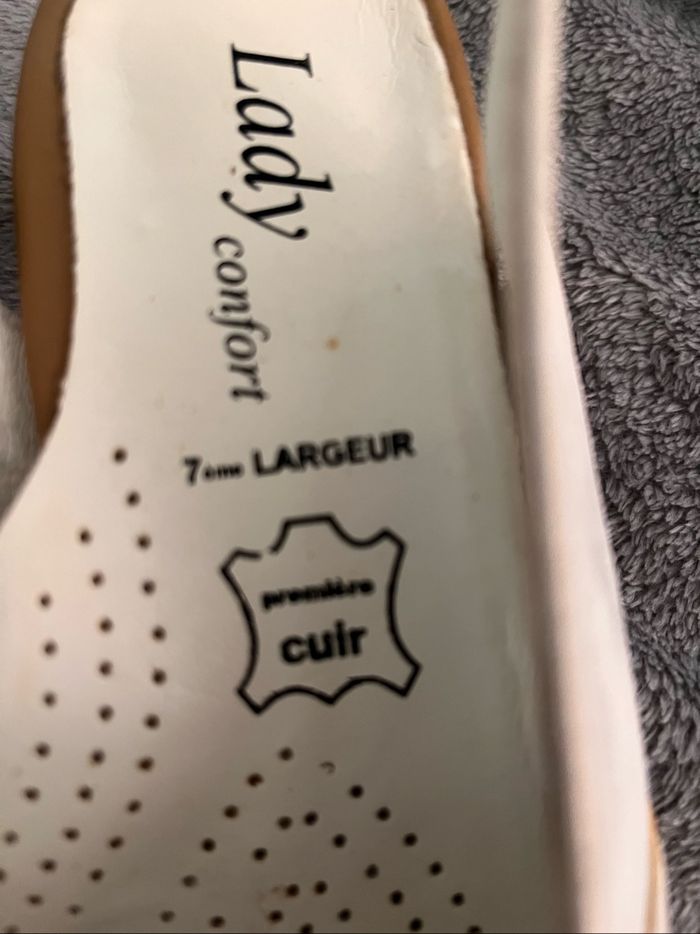 Lady
confort
7ème LARGEUR
première
cuir